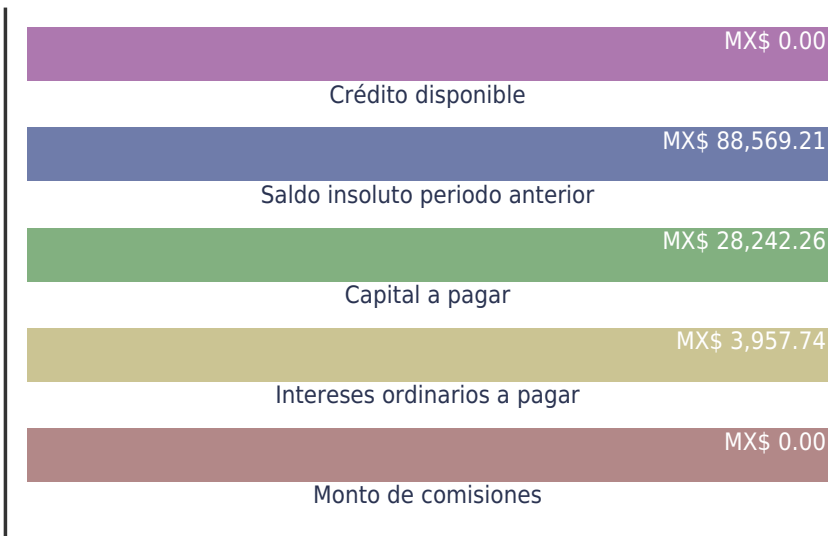 MX$ 0.00
Crédito disponible
MX$ 88,569.21
Saldo insoluto periodo anterior
MX$ 28,242.26
Capital a pagar
MX$ 3,957.74
Intereses ordinarios a pagar
MX$ 0.00
Monto de comisiones